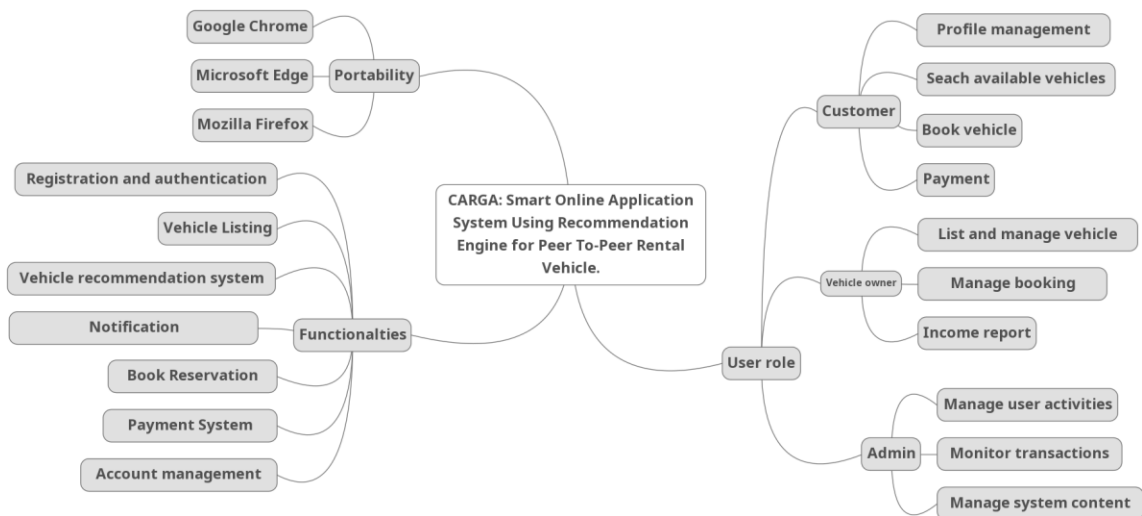 Google Chrome
Microsoft Edge
Mozilla Firefox
Portability
Registration and authentication
Vehicle Listing
Vehicle recommendation system
Notification
Book Reservation
Payment System
Account management
Functionalties
CARGA: Smart Online Application
System Using Recommendation
Engine for Peer To-Peer Rental
Vehicle.
User role
Customer
Profile management
Seach available vehicles
Book vehicle
Payment
Vehicle owner
List and manage vehicle
Manage booking
Income report
Admin
Manage user activities
Monitor transactions
Manage system content